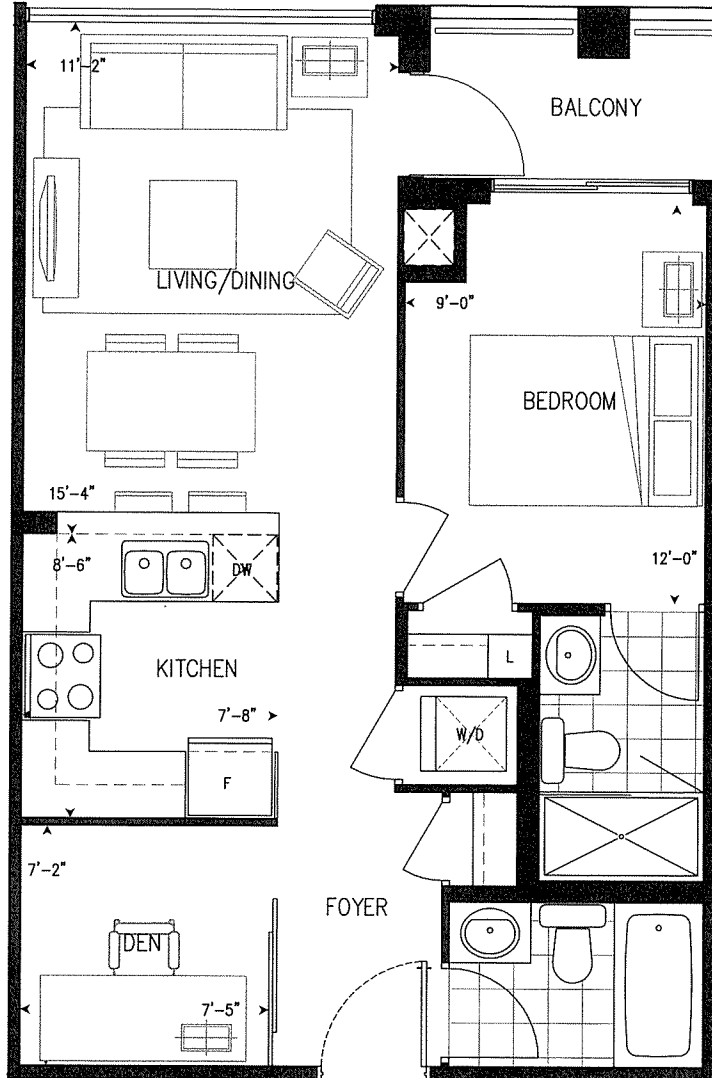 11'-2"
BALCONY
LIVING/DINING
9'-0"
BEDROOM
15'-4"
8'-6"
DW
12'-0"
KITCHEN
L
7'-8"
W/D
F
7'-2"
FOYER
DEN
7'-5"